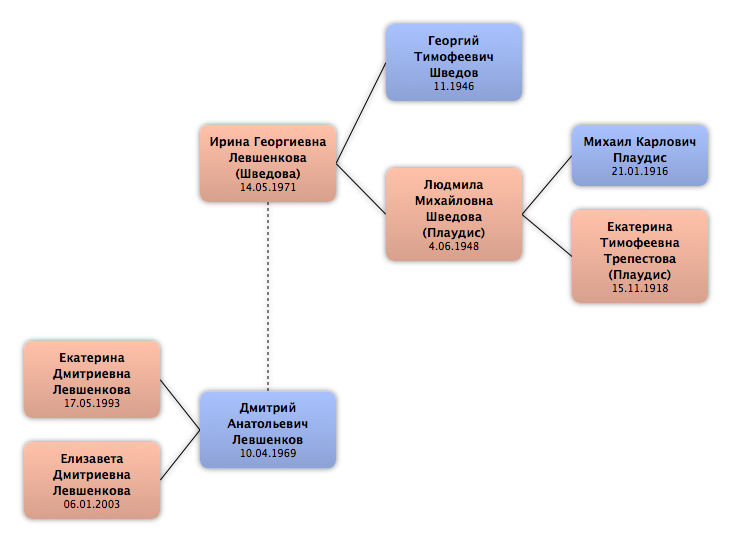 Георгий
Тимофеевич
Шведов
11.1946
Ирина Георгиевна
Левшенкова
(Шведова)
14.05.1971
Михаил Карлович
Плаудис
21.01.1916
Людмила
Михайловна
Шведова
(Плаудис)
4.06.1948
Екатерина
Тимофеевна
Трепестова
(Плаудис)
15.11.1918
Екатерина
Дмитриевна
Левшенкова
17.05.1993
Дмитрий
Анатольевич
Левшенков
10.04.1969
Елизавета
Дмитриевна
Левшенкова
06.01.2003